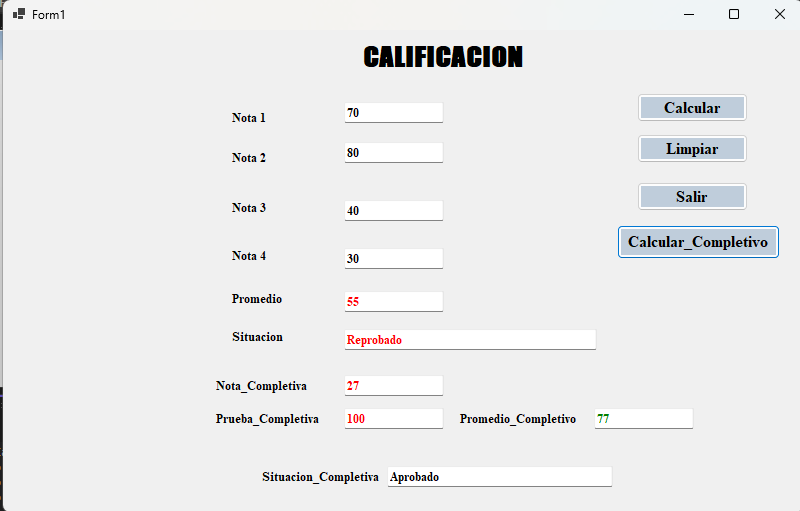 Form1
CALIFICACION
Nota 1 70 Calcular
Nota 2 80 Limpiar
Nota 3 40 Salir
Calcular_Completivo
Nota 4 30
Promedio 55
Situacion Reprobado
Nota_Completiva 27
Prueba_Completiva 100 Promedio_Completivo 77
Situacion_Completiva Aprobado